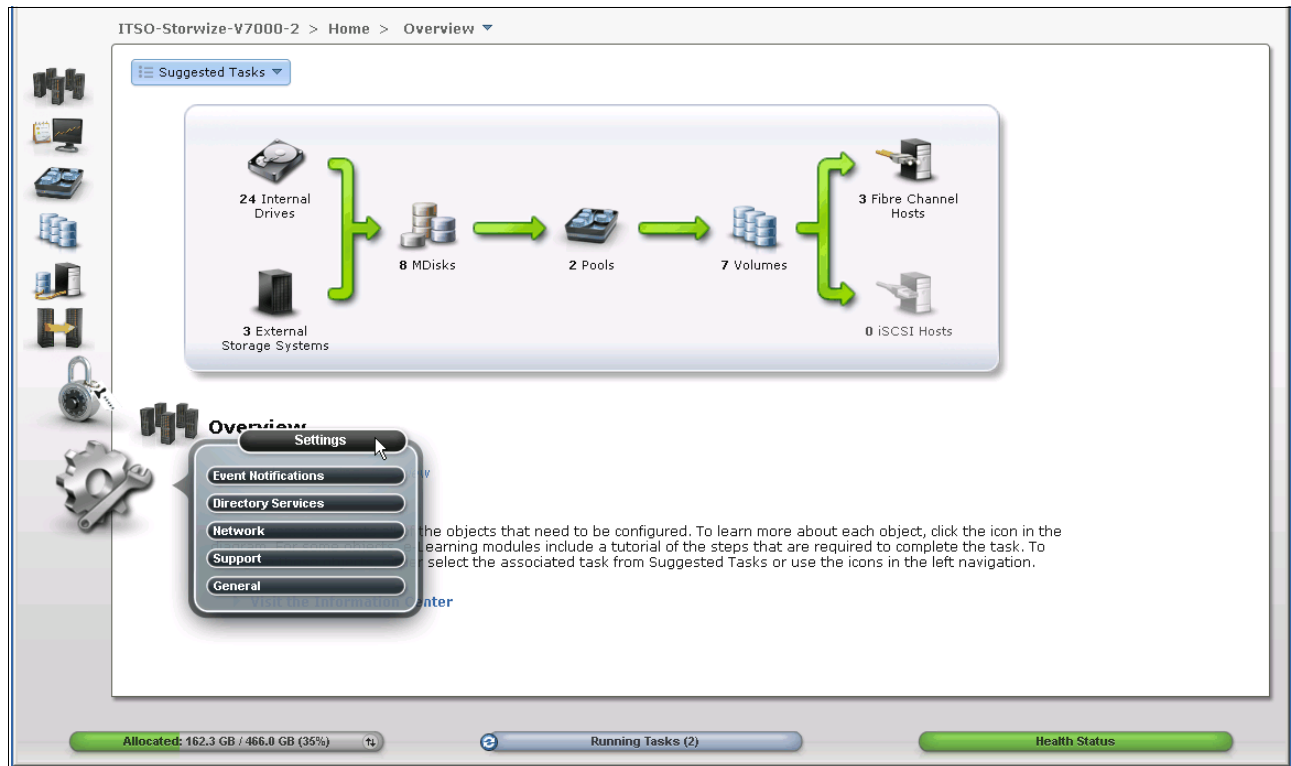 ITSO-Storwize-V7000-2 > Home > Overview
Suggested Tasks
24 Internal
Drives
3 External
Storage Systems
8 MDisks
2 Pools
7 Volumes
3 Fibre Channel
Hosts
0 iSCSI Hosts
Overview
Settings
Event Notifications
Directory Services
Network
Support
General
the objects that need to be configured. To learn more about each object, click the icon in the
Learning modules include a tutorial of the steps that are required to complete the task. To
select the associated task from Suggested Tasks or use the icons in the left navigation.
Visit the Information Center
Allocated: 162.3 GB / 466.0 GB (35%)
Running Tasks (2)
Health Status